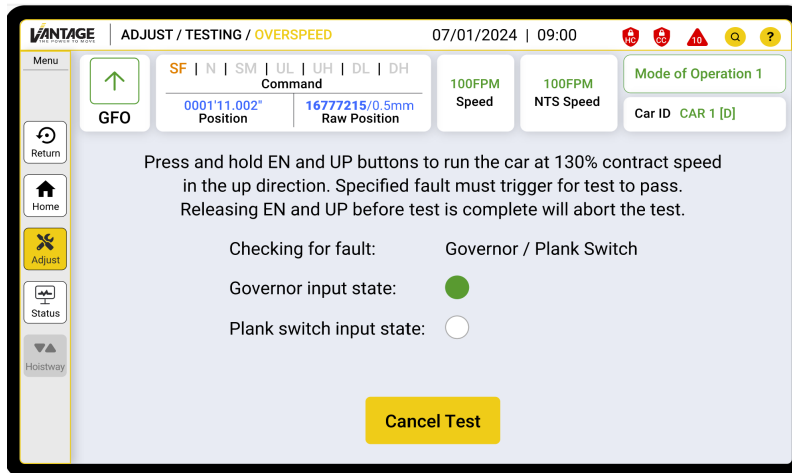 VANTAGE
THE POWER TO MOVE
ADJUST / TESTING / OVERSPEED
07/01/2024 | 09:00
HC
CC
10
?
Menu
GFO
SF | N | SM | UL | UH | DL | DH
Command
0001'11.002"
Position
16777215/0.5mm
Raw Position
100FPM
Speed
100FPM
NTS Speed
Mode of Operation 1
Car ID CAR 1 [D]
Return
Home
Adjust
Status
Hoistway
Press and hold EN and UP buttons to run the car at 130% contract speed
in the up direction. Specified fault must trigger for test to pass.
Releasing EN and UP before test is complete will abort the test.
Checking for fault: Governor / Plank Switch
Governor input state:
Plank switch input state:
Cancel Test